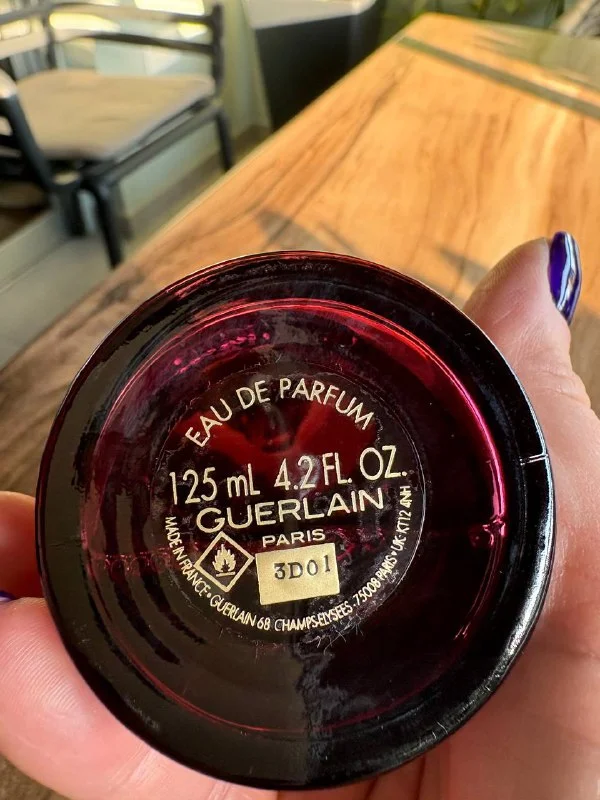 EAU DE PARFUM
125 mL 4.2 FL. OZ.
GUERLAIN
PARIS
3D01
MADE IN FRANCE • GUERLAIN 68 CHAMPS-ELYSEES • 75008 PARIS • UK-KT12 4NH